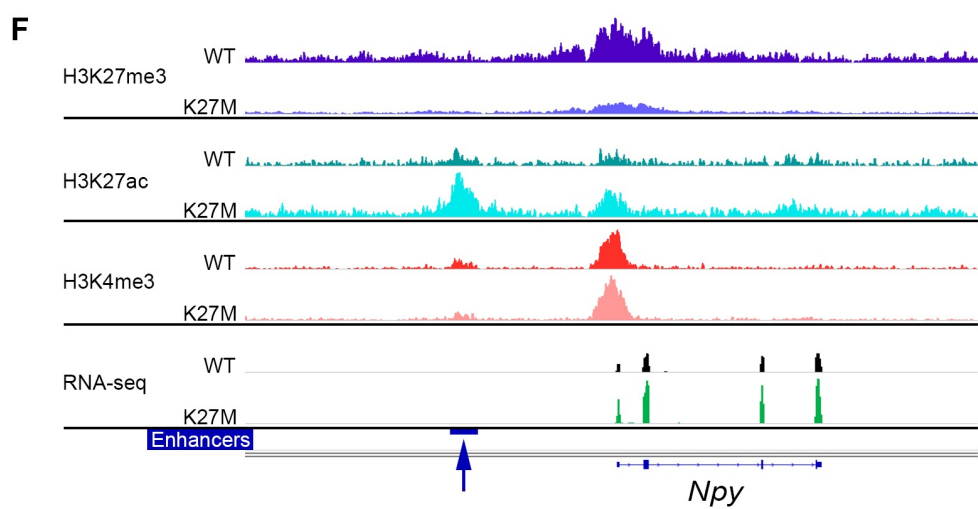 F
WT
H3K27me3
K27M
WT
H3K27ac
K27M
WT
H3K4me3
K27M
WT
RNA-seq
K27M
Enhancers
Npy